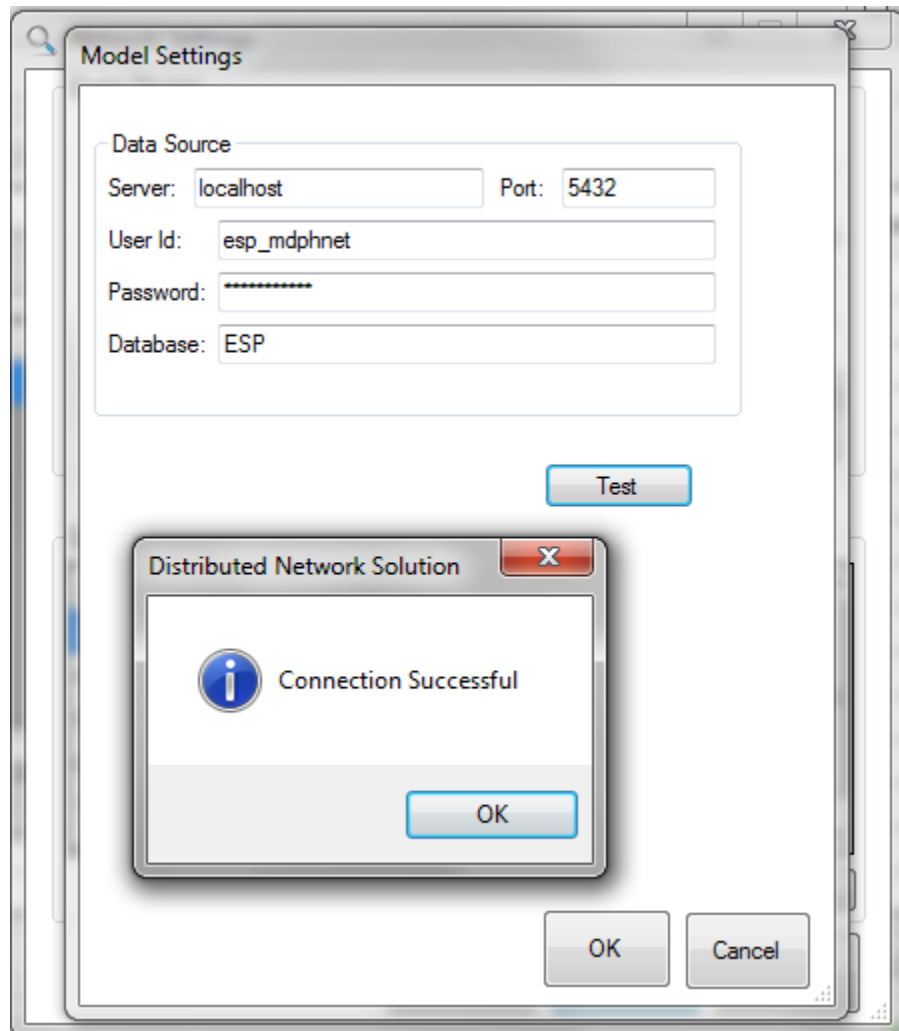 Model Settings
Data Source
Server: localhost Port: 5432
User Id: esp_mdphnet
Password: ***********
Database: ESP
Test
Distributed Network Solution
Connection Successful
OK
OK Cancel